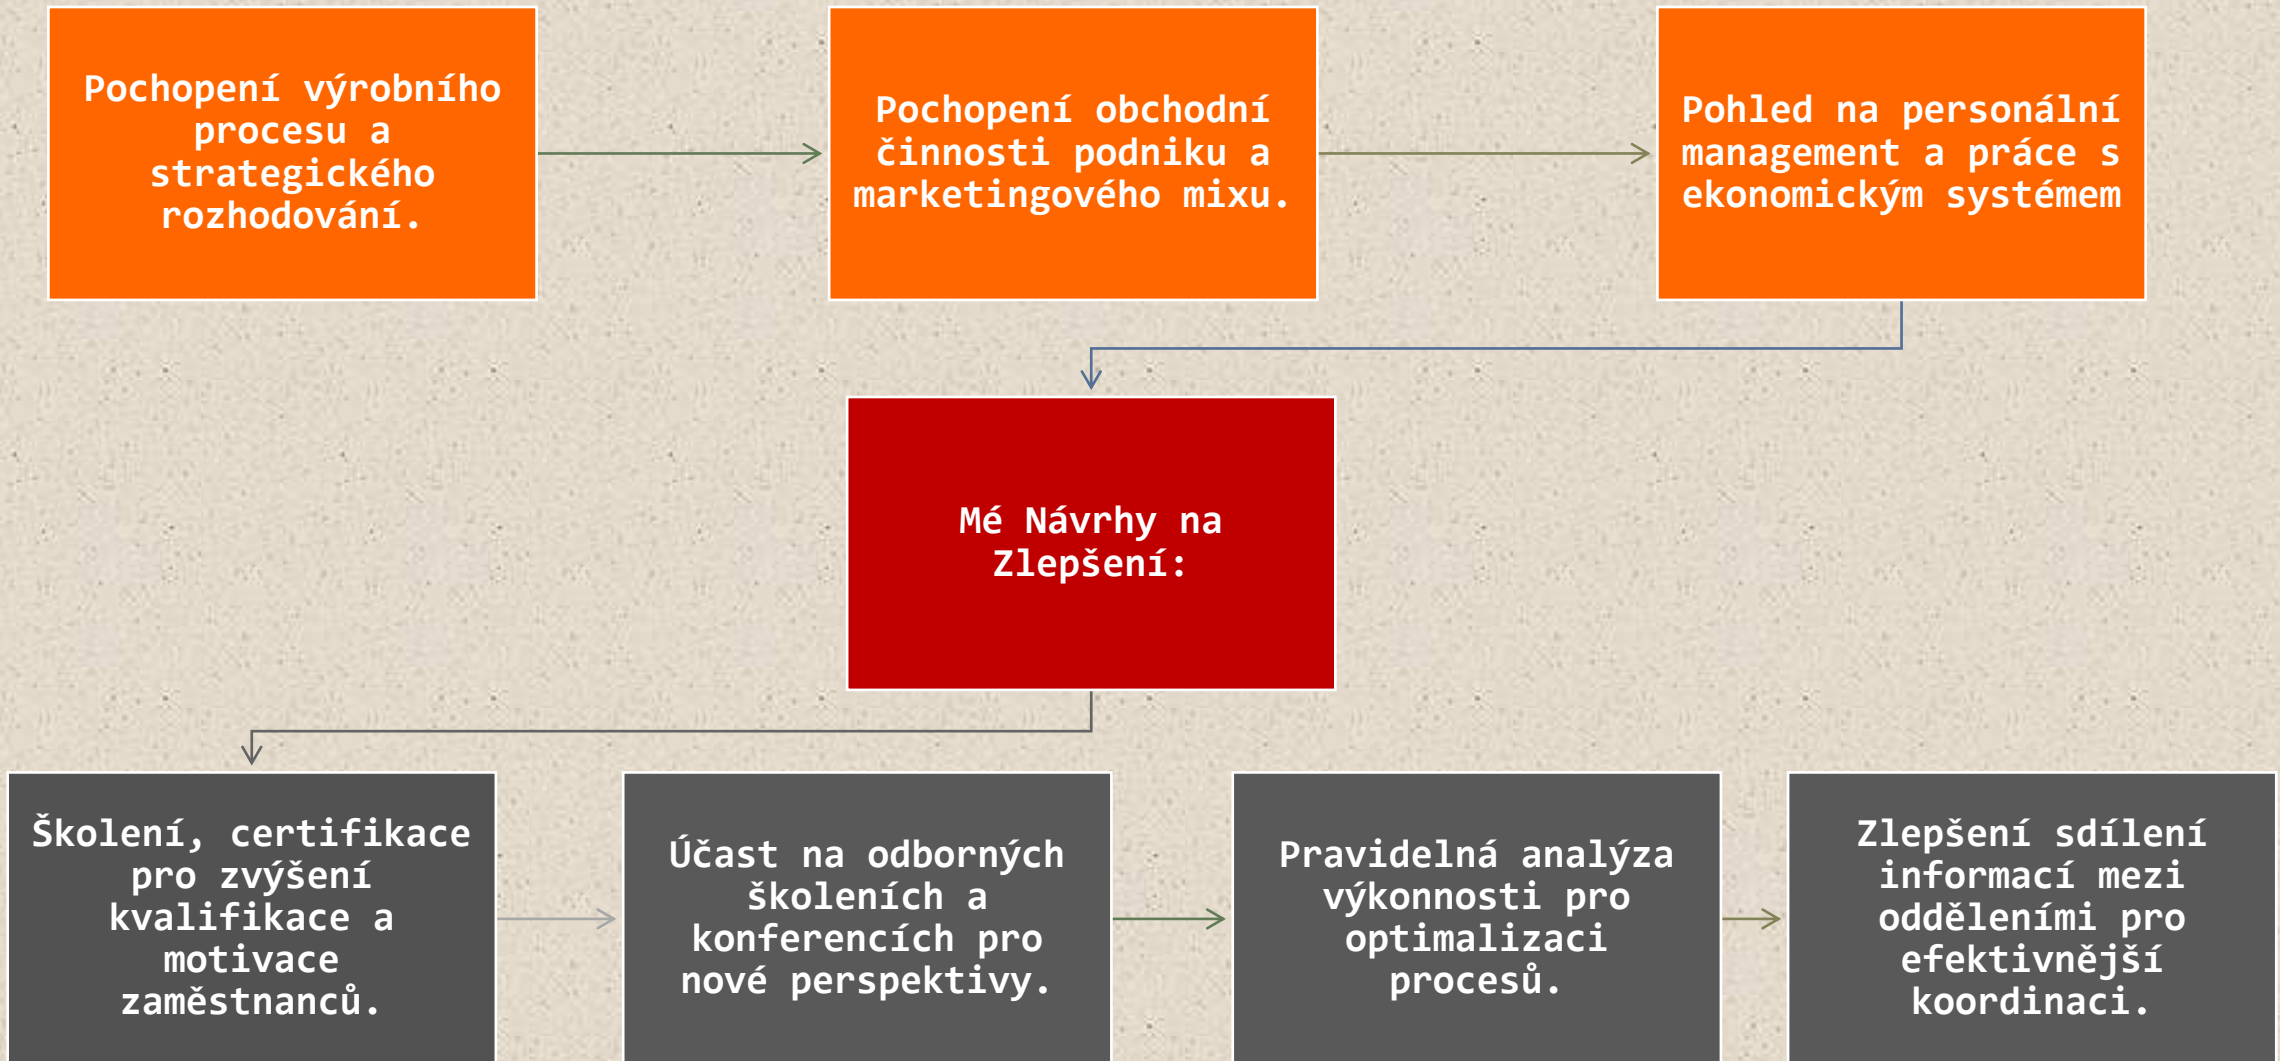 Pochopení výrobního
procesu a
strategického
rozhodování.
Pochopení obchodní
činnosti podniku a
marketingového mixu.
Pohled na personální
management a práce s
ekonomickým systémem
Mé Návrhy na
Zlepšení:
Školení, certifikace
pro zvýšení
kvalifikace a
motivace
zaměstnanců.
Účast na odborných
školeních a
konferencích pro
nové perspektivy.
Pravidelná analýza
výkonnosti pro
optimalizaci
procesů.
Zlepšení sdílení
informací mezi
odděleními pro
efektivnější
koordinaci.